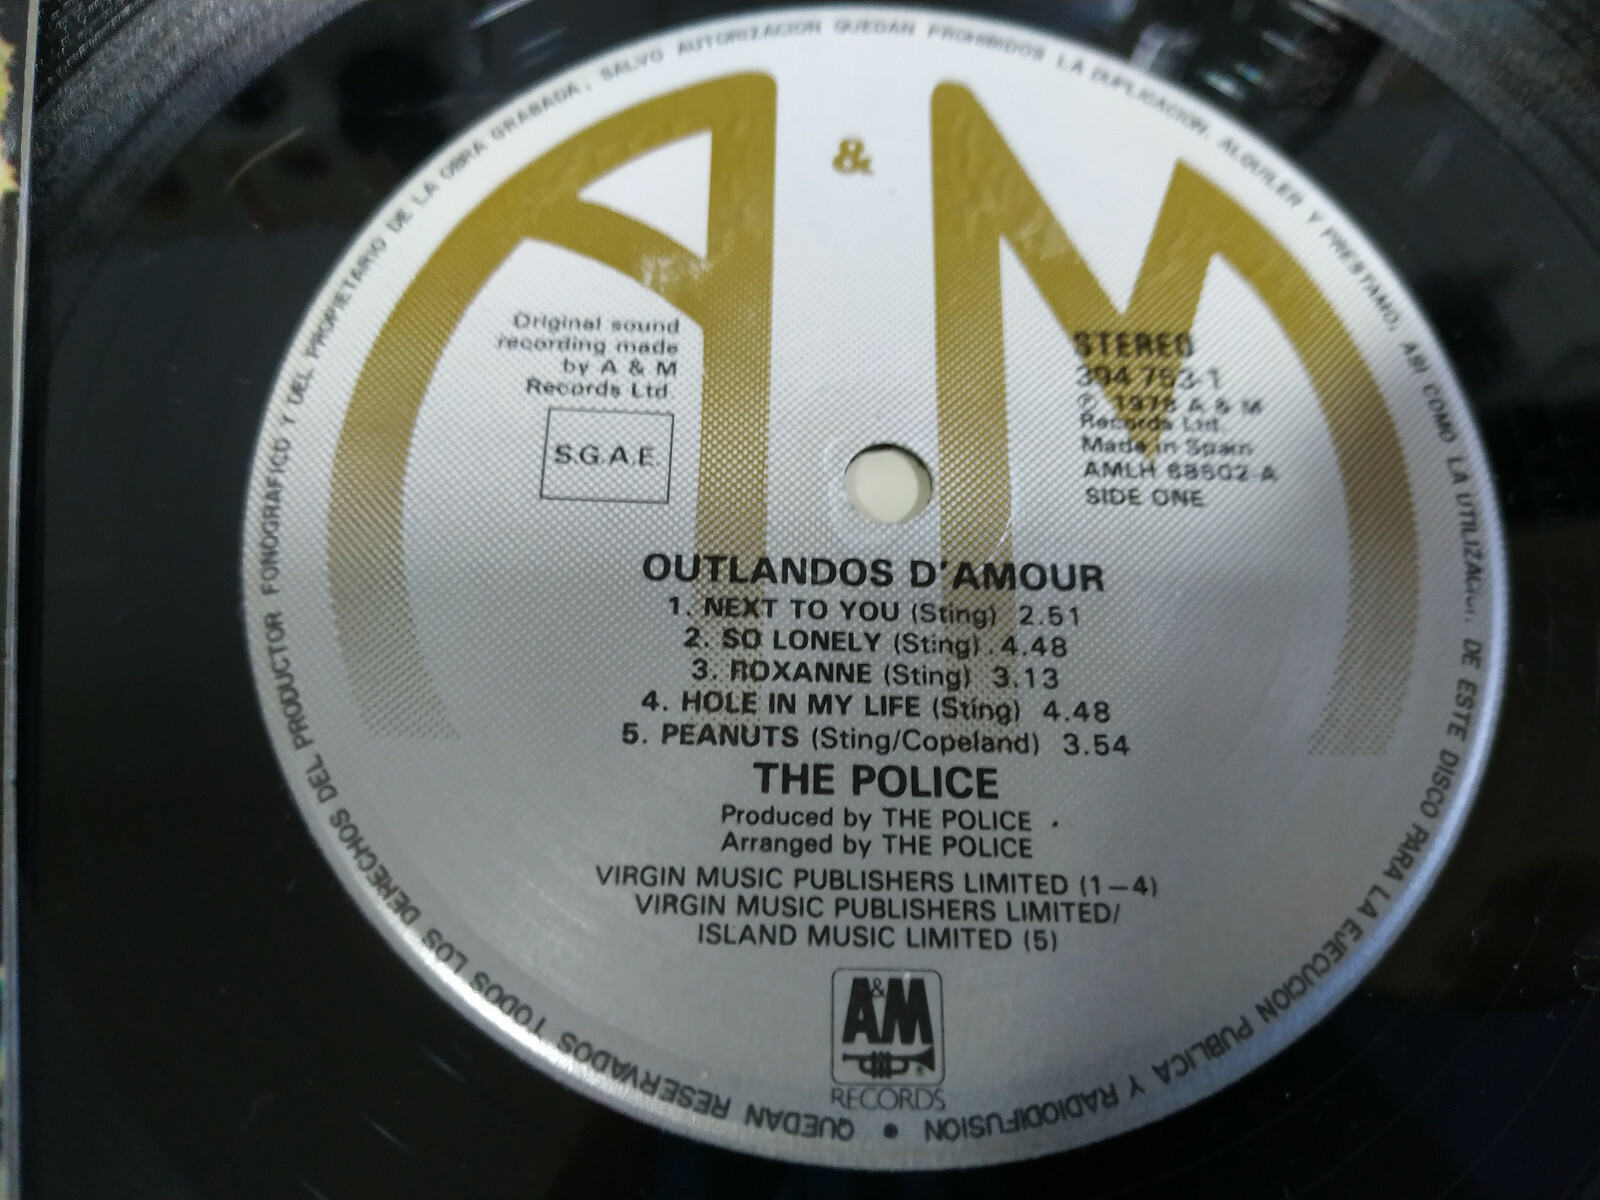 QUEDAN RESERVADOS TODOS LOS DERECHOS DEL PRODUCTOR FONOGRAFICO Y DEL PROPIETARIO DE LA OBRA GRABADA. SALVO AUTORIZACION QUEDAN PROHIBIDOS LA DUPLICACION, ALQUILER Y PRESTAMO, ASI COMO LA UTILIZACION DE ESTE DISCO PARA LA EJECUCION PUBLICA Y RADIODIFUSION •
A & M
Original sound
recording made
by A & M
Records Ltd.
S.G.A.E.
STEREO
394 753-1
℗ 1978 A & M
Records Ltd.
Made in Spain
AMLH 68502-A
SIDE ONE
OUTLANDOS D'AMOUR
1. NEXT TO YOU (Sting) 2.51
2. SO LONELY (Sting) 4.48
3. ROXANNE (Sting) 3.13
4. HOLE IN MY LIFE (Sting) 4.48
5. PEANUTS (Sting/Copeland) 3.54
THE POLICE
Produced by THE POLICE
Arranged by THE POLICE
VIRGIN MUSIC PUBLISHERS LIMITED (1–4)
VIRGIN MUSIC PUBLISHERS LIMITED/
ISLAND MUSIC LIMITED (5)
A&M
RECORDS